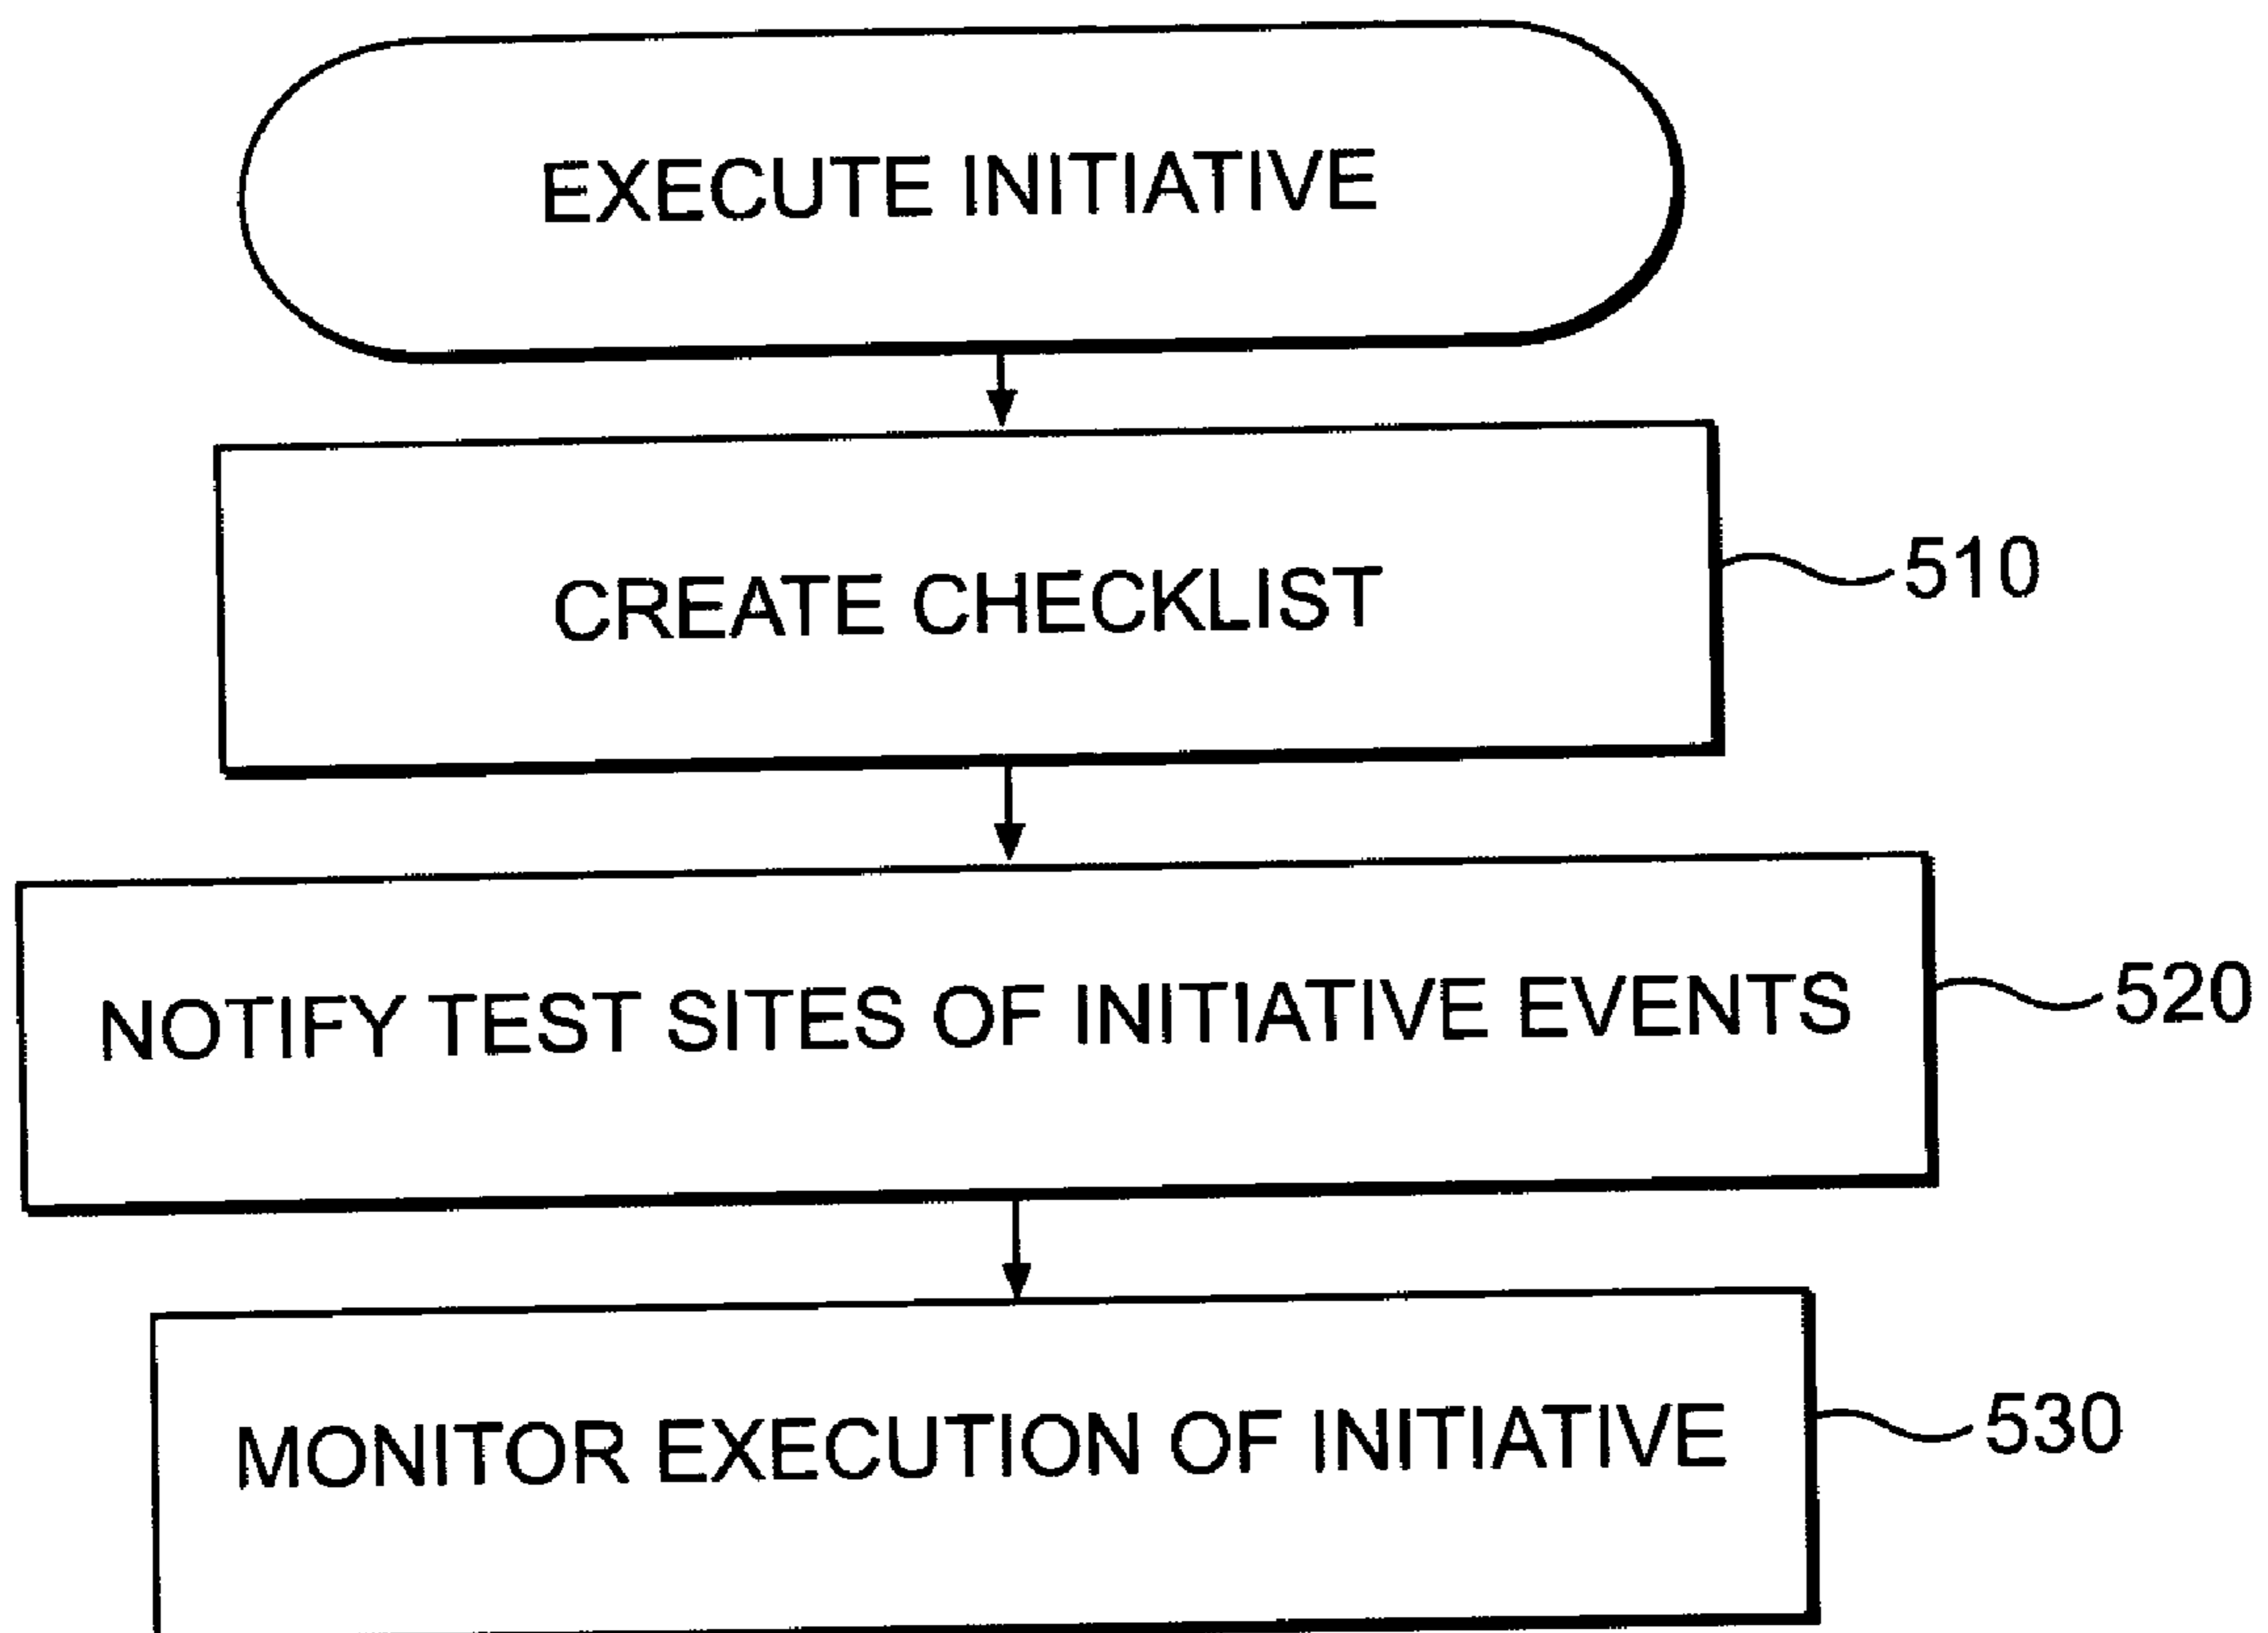 EXECUTE INITIATIVE
CREATE CHECKLIST
510
NOTIFY TEST SITES OF INITIATIVE EVENTS
520
MONITOR EXECUTION OF INITIATIVE
530